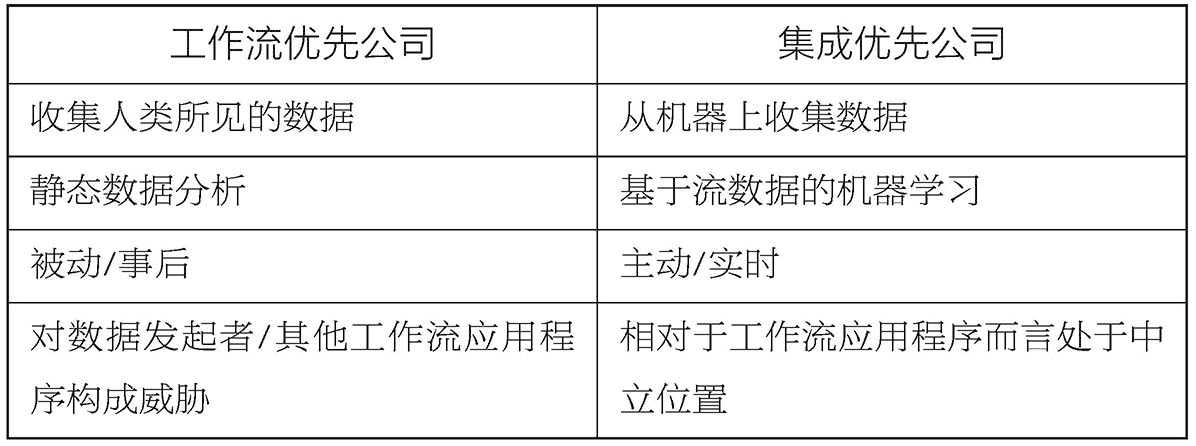 工作流优先公司 集成优先公司
收集人类所见的数据 从机器上收集数据
静态数据分析 基于流数据的机器学习
被动/事后 主动/实时
对数据发起者/其他工作流应用程 相对于工作流应用程序而言处于中
序构成威胁 立位置